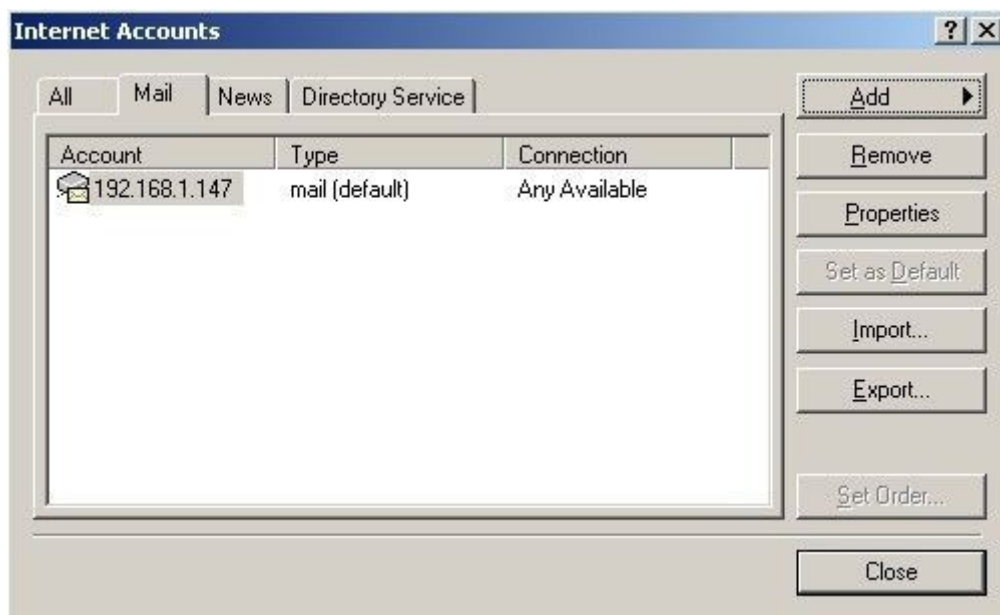 Internet Accounts
All Mail News Directory Service
Add
Account Type Connection
Remove
192.168.1.147 mail (default) Any Available
Properties
Set as Default
Import...
Export...
Set Order...
Close